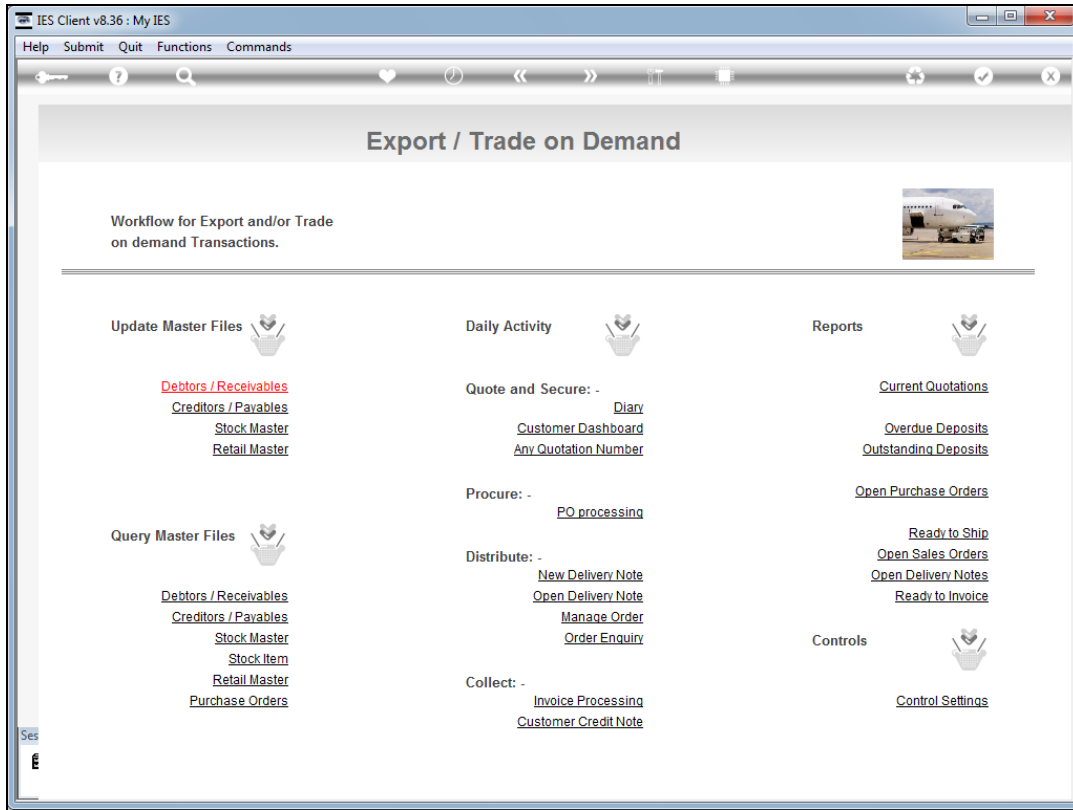 IES Client v8.36 : My IES
Help Submit Quit Functions Commands
Export / Trade on Demand
Workflow for Export and/or Trade
on demand Transactions.
Update Master Files
Debtors / Receivables
Creditors / Payables
Stock Master
Retail Master
Query Master Files
Debtors / Receivables
Creditors / Payables
Stock Master
Stock Item
Retail Master
Purchase Orders
Daily Activity
Quote and Secure: -
Diary
Customer Dashboard
Any Quotation Number
Procure: -
PO processing
Distribute: -
New Delivery Note
Open Delivery Note
Manage Order
Order Enquiry
Collect: -
Invoice Processing
Customer Credit Note
Reports
Current Quotations
Overdue Deposits
Outstanding Deposits
Open Purchase Orders
Ready to Ship
Open Sales Orders
Open Delivery Notes
Ready to Invoice
Controls
Control Settings
Ses